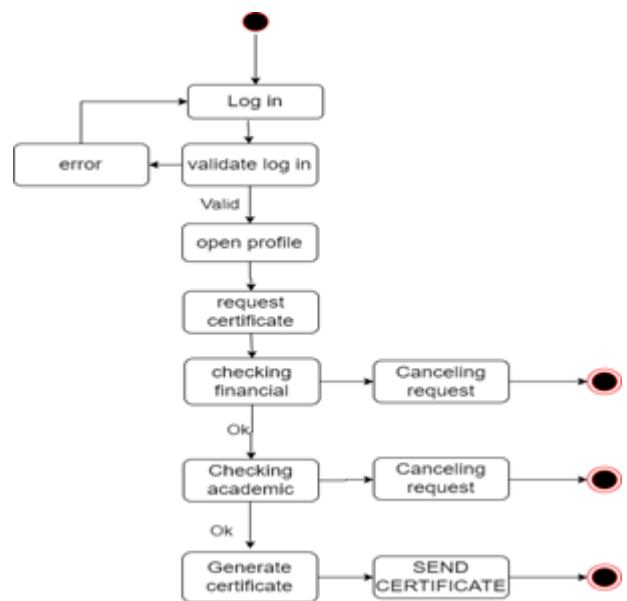 Log in
error
validate log in
Valid
open profile
request
certificate
checking
financial
Canceling
request
Ok
Checking
academic
Canceling
request
Ok
Generate
certificate
SEND
CERTIFICATE